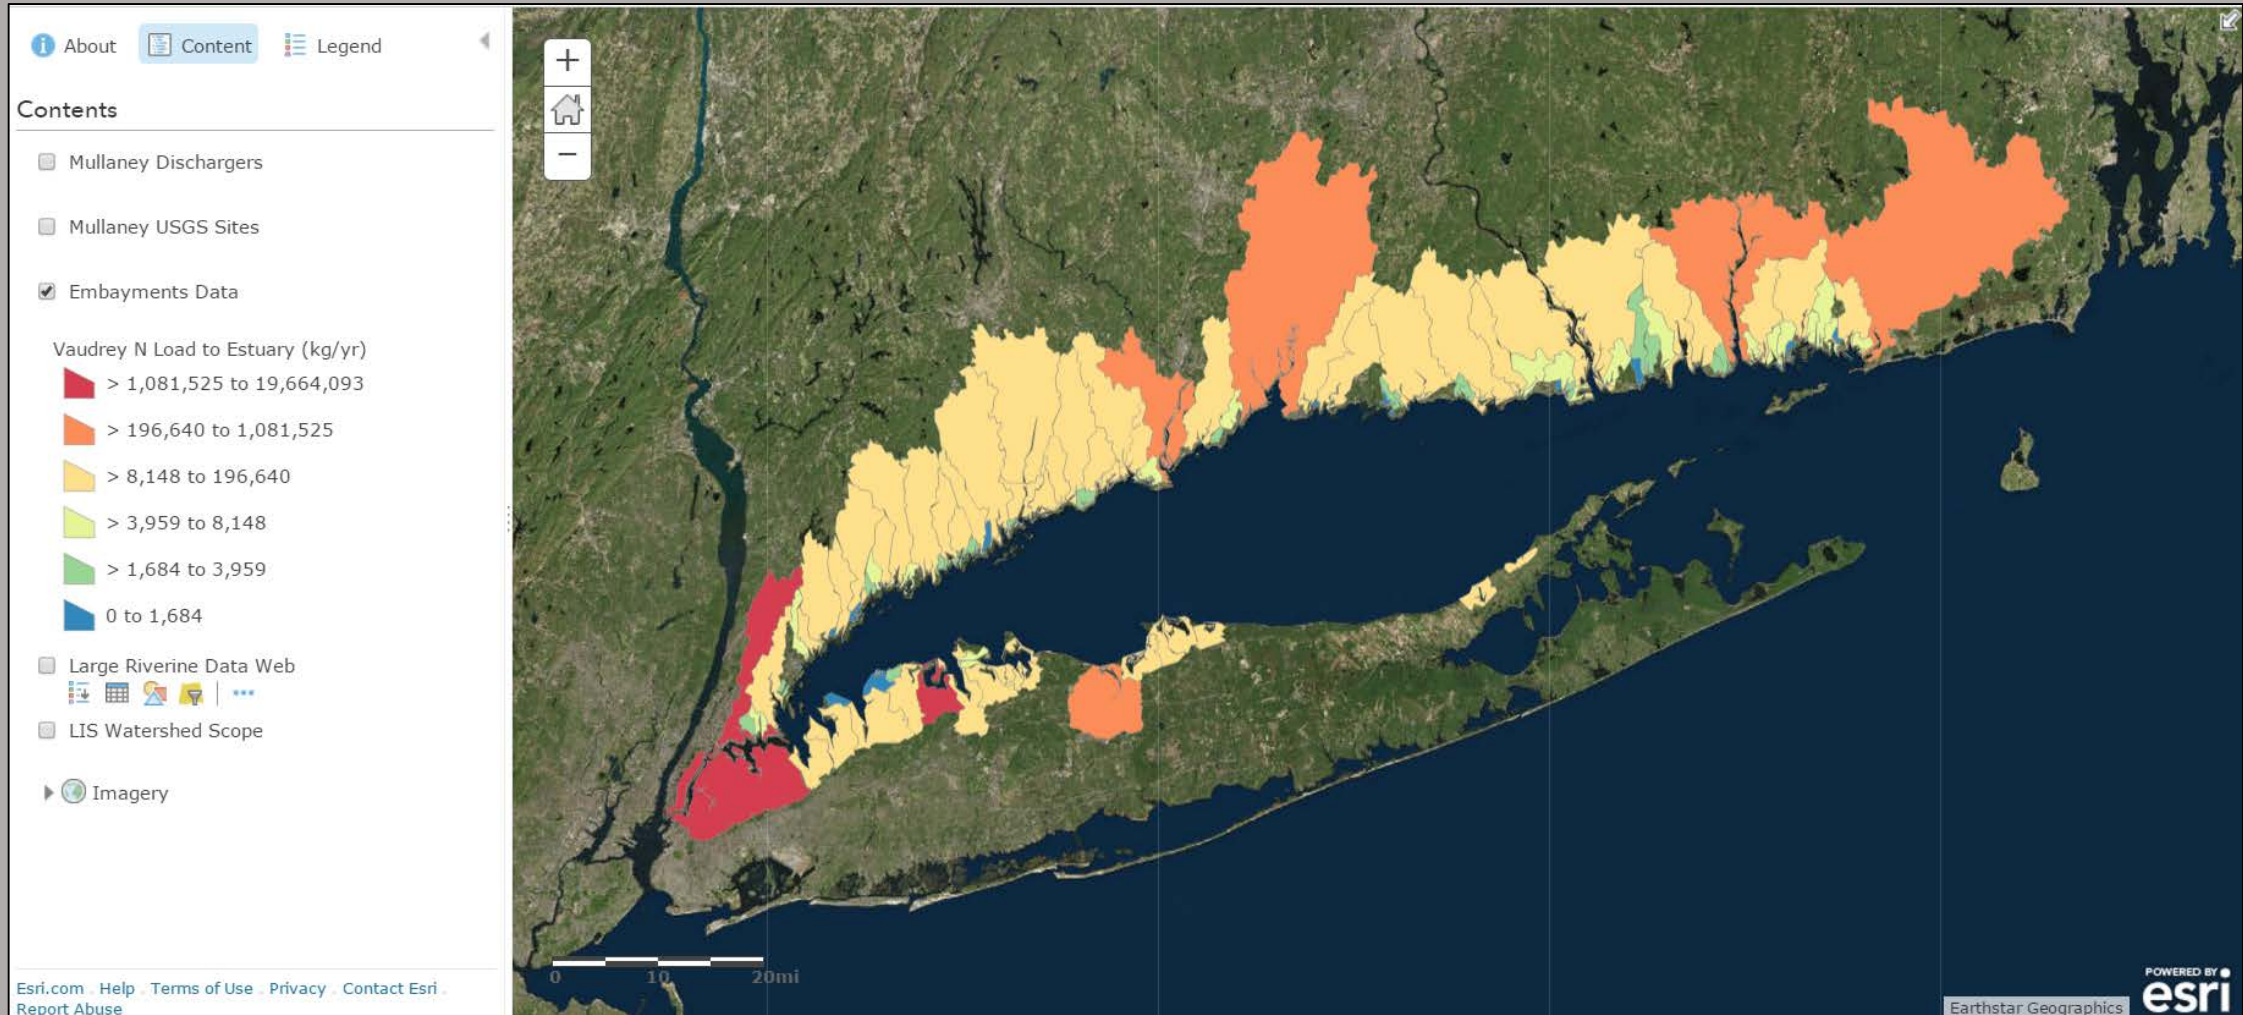 About
Content
Legend
Contents
Mullaney Dischargers
Mullaney USGS Sites
Embayments Data
Vaudrey N Load to Estuary (kg/yr)
> 1,081,525 to 19,664,093
> 196,640 to 1,081,525
> 8,148 to 196,640
> 3,959 to 8,148
> 1,684 to 3,959
0 to 1,684
Large Riverine Data Web
LIS Watershed Scope
Imagery
Esri.com . Help . Terms of Use . Privacy . Contact Esri .
Report Abuse
+
−
0 10 20mi
POWERED BY
esri
Earthstar Geographics